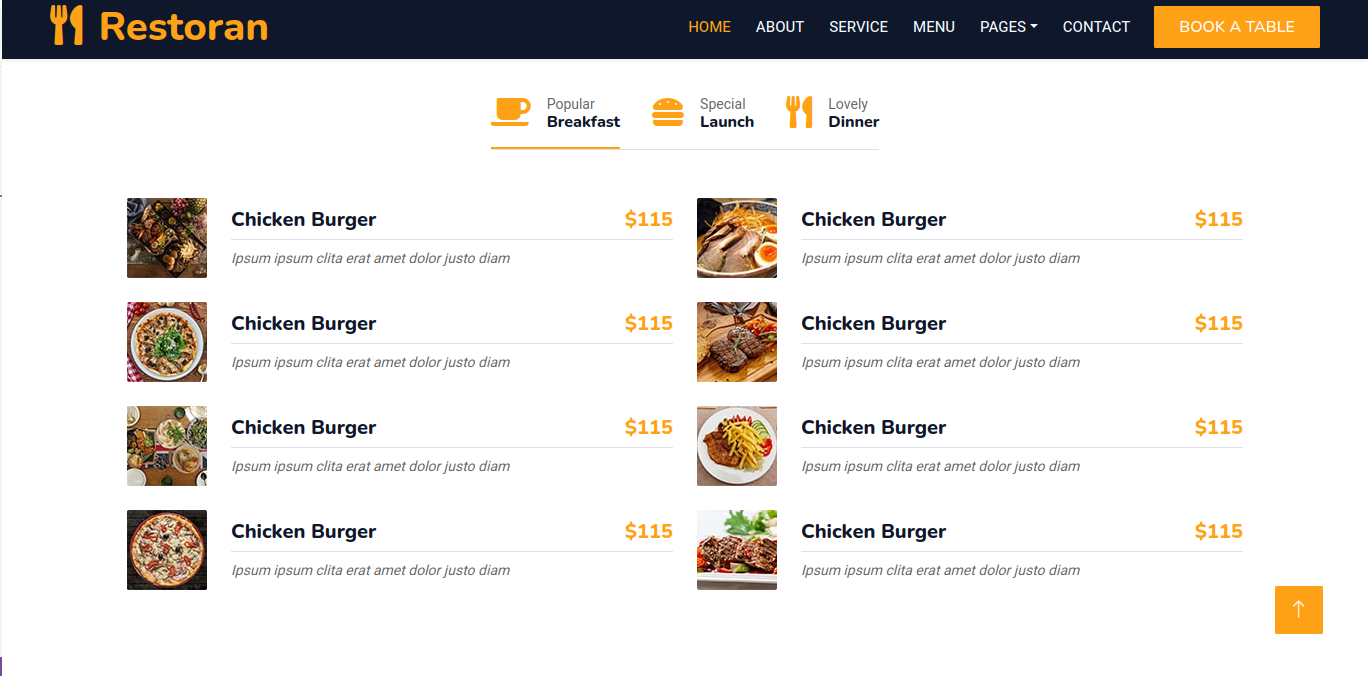 Restoran
HOME ABOUT SERVICE MENU PAGES CONTACT BOOK A TABLE
Popular
Breakfast
Special
Launch
Lovely
Dinner
Chicken Burger $115
Ipsum ipsum clita erat amet dolor justo diam
Chicken Burger $115
Ipsum ipsum clita erat amet dolor justo diam
Chicken Burger $115
Ipsum ipsum clita erat amet dolor justo diam
Chicken Burger $115
Ipsum ipsum clita erat amet dolor justo diam
Chicken Burger $115
Ipsum ipsum clita erat amet dolor justo diam
Chicken Burger $115
Ipsum ipsum clita erat amet dolor justo diam
Chicken Burger $115
Ipsum ipsum clita erat amet dolor justo diam
Chicken Burger $115
Ipsum ipsum clita erat amet dolor justo diam